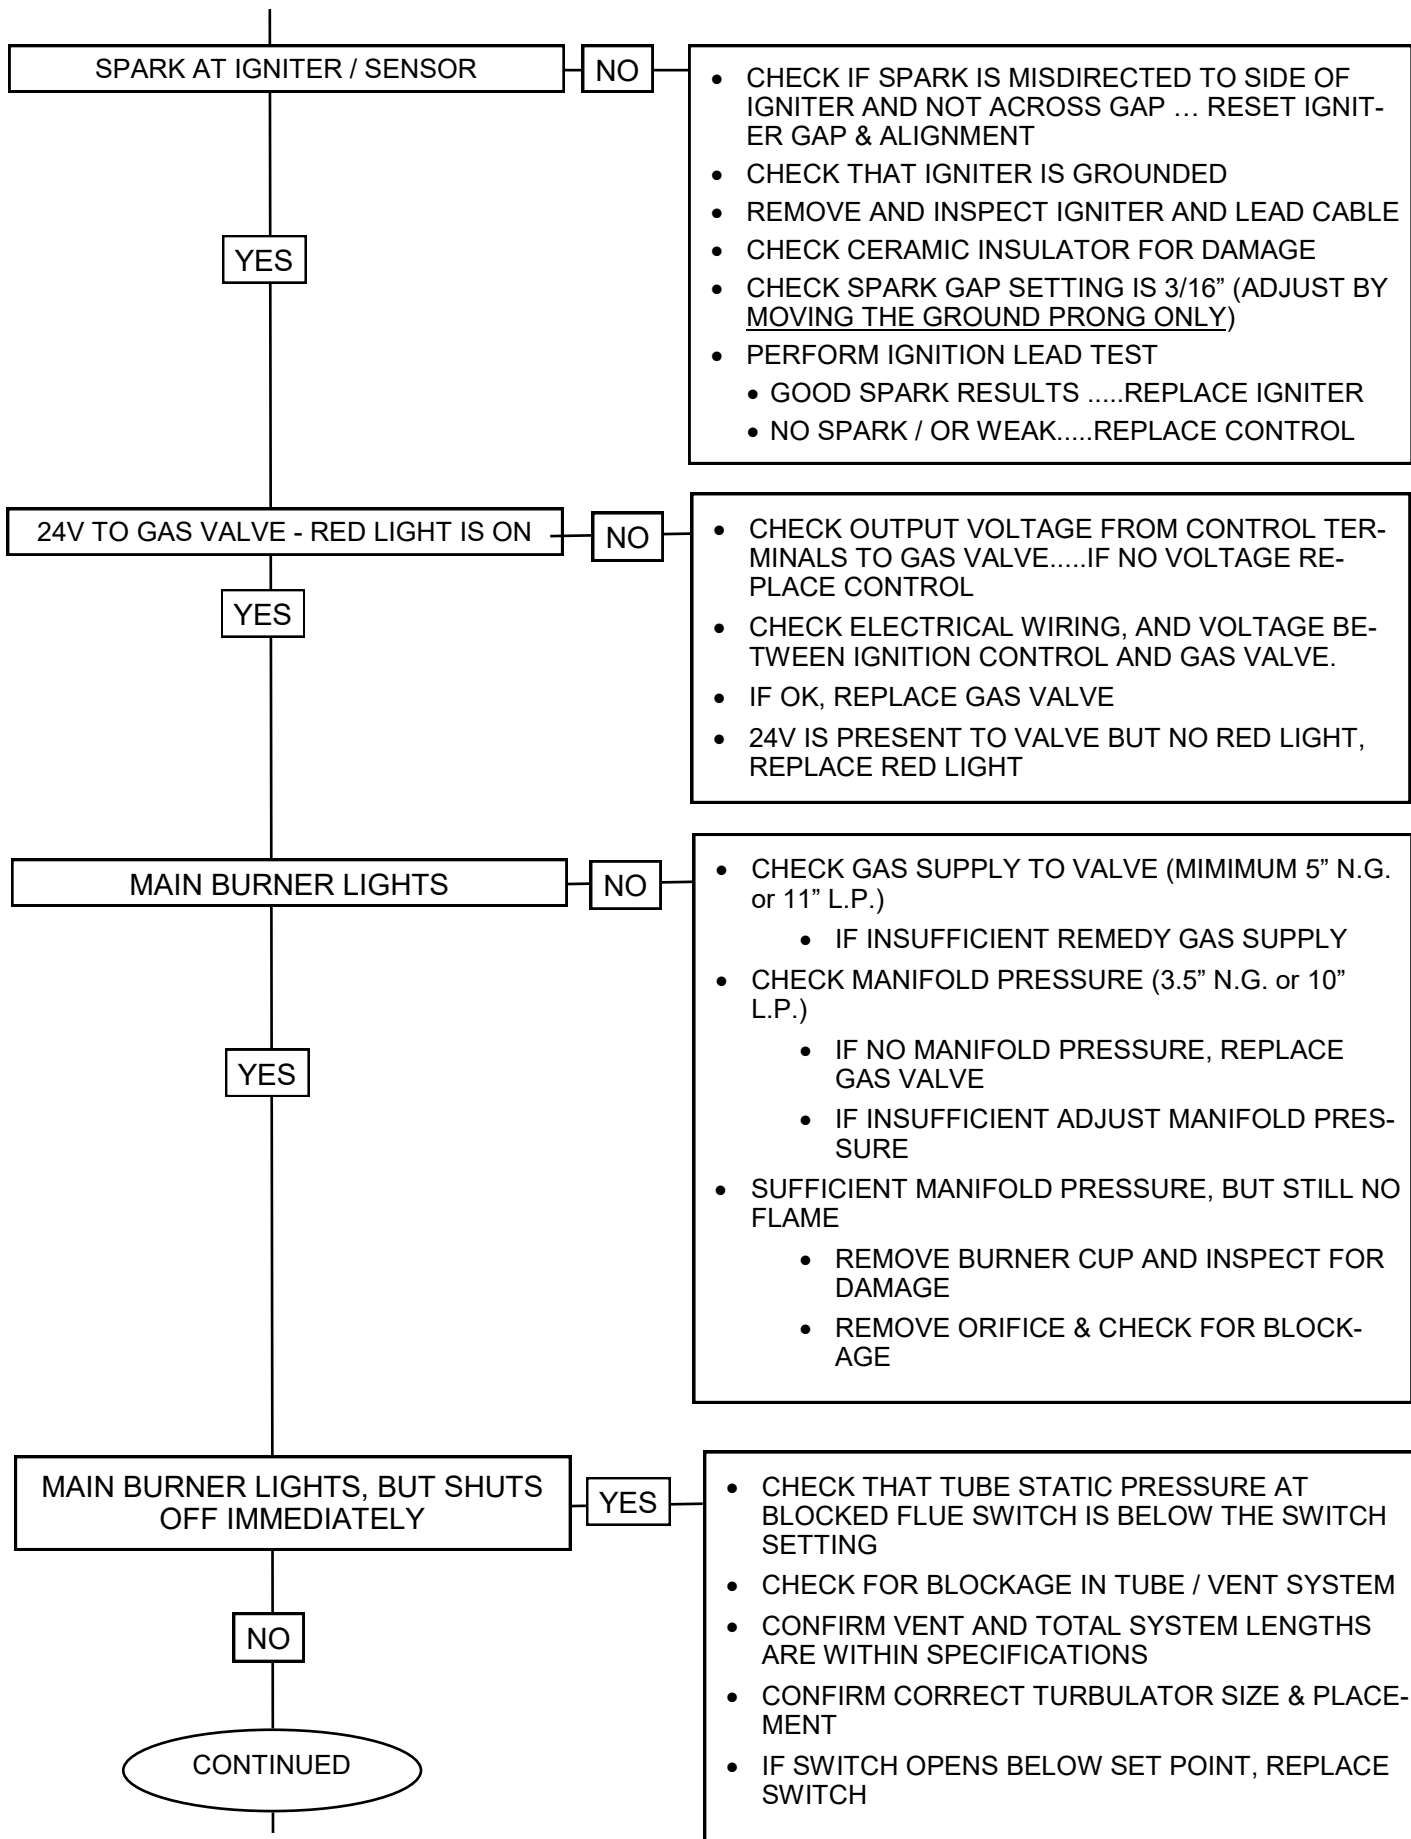 SPARK AT IGNITER / SENSOR
NO
• CHECK IF SPARK IS MISDIRECTED TO SIDE OF
IGNITER AND NOT ACROSS GAP … RESET IGNIT-
ER GAP & ALIGNMENT
• CHECK THAT IGNITER IS GROUNDED
• REMOVE AND INSPECT IGNITER AND LEAD CABLE
• CHECK CERAMIC INSULATOR FOR DAMAGE
• CHECK SPARK GAP SETTING IS 3/16” (ADJUST BY
MOVING THE GROUND PRONG ONLY)
• PERFORM IGNITION LEAD TEST
• GOOD SPARK RESULTS .....REPLACE IGNITER
• NO SPARK / OR WEAK.....REPLACE CONTROL
YES
24V TO GAS VALVE - RED LIGHT IS ON
NO
• CHECK OUTPUT VOLTAGE FROM CONTROL TER-
MINALS TO GAS VALVE.....IF NO VOLTAGE RE-
PLACE CONTROL
• CHECK ELECTRICAL WIRING, AND VOLTAGE BE-
TWEEN IGNITION CONTROL AND GAS VALVE.
• IF OK, REPLACE GAS VALVE
• 24V IS PRESENT TO VALVE BUT NO RED LIGHT,
REPLACE RED LIGHT
YES
MAIN BURNER LIGHTS
NO
• CHECK GAS SUPPLY TO VALVE (MIMIMUM 5” N.G.
or 11” L.P.)
• IF INSUFFICIENT REMEDY GAS SUPPLY
• CHECK MANIFOLD PRESSURE (3.5” N.G. or 10”
L.P.)
• IF NO MANIFOLD PRESSURE, REPLACE
GAS VALVE
• IF INSUFFICIENT ADJUST MANIFOLD PRES-
SURE
• SUFFICIENT MANIFOLD PRESSURE, BUT STILL NO
FLAME
• REMOVE BURNER CUP AND INSPECT FOR
DAMAGE
• REMOVE ORIFICE & CHECK FOR BLOCK-
AGE
YES
MAIN BURNER LIGHTS, BUT SHUTS
OFF IMMEDIATELY
YES
• CHECK THAT TUBE STATIC PRESSURE AT
BLOCKED FLUE SWITCH IS BELOW THE SWITCH
SETTING
• CHECK FOR BLOCKAGE IN TUBE / VENT SYSTEM
• CONFIRM VENT AND TOTAL SYSTEM LENGTHS
ARE WITHIN SPECIFICATIONS
• CONFIRM CORRECT TURBULATOR SIZE & PLACE-
MENT
• IF SWITCH OPENS BELOW SET POINT, REPLACE
SWITCH
NO
CONTINUED